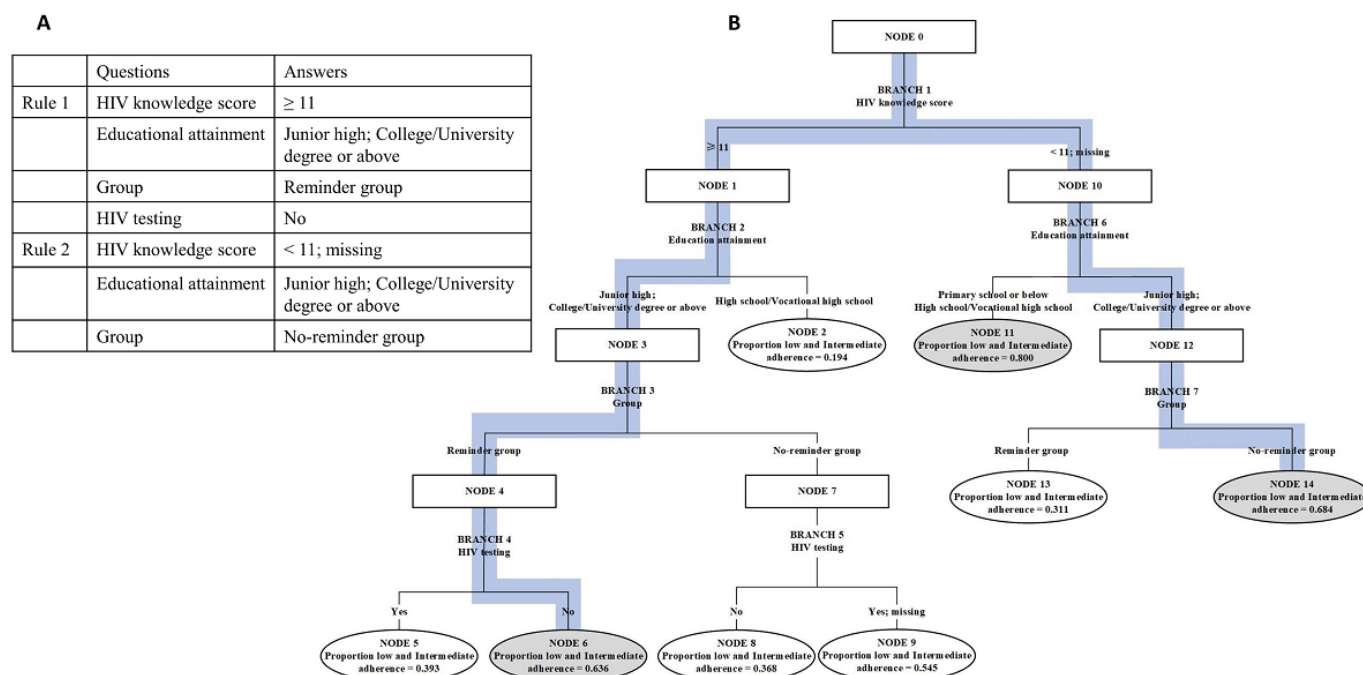 A
Questions Answers
Rule 1 HIV knowledge score ≥ 11
Educational attainment Junior high; College/University
degree or above
Group Reminder group
HIV testing No
Rule 2 HIV knowledge score < 11; missing
Educational attainment Junior high; College/University
degree or above
Group No-reminder group
B
NODE 0
BRANCH 1
HIV knowledge score
≥ 11
< 11; missing
NODE 1
NODE 10
BRANCH 2
Education attainment
BRANCH 6
Education attainment
Junior high;
College/University degree or above
High school/Vocational high school
Primary school or below
High school/Vocational high school
Junior high;
College/University degree or above
NODE 3
NODE 2
Proportion low and Intermediate
adherence = 0.194
NODE 11
Proportion low and Intermediate
adherence = 0.800
NODE 12
BRANCH 3
Group
BRANCH 7
Group
Reminder group
No-reminder group
Reminder group
No-reminder group
NODE 4
NODE 7
NODE 13
Proportion low and Intermediate
adherence = 0.311
NODE 14
Proportion low and Intermediate
adherence = 0.684
BRANCH 4
HIV testing
BRANCH 5
HIV testing
Yes
No
No
Yes; missing
NODE 5
Proportion low and Intermediate
adherence = 0.393
NODE 6
Proportion low and Intermediate
adherence = 0.636
NODE 8
Proportion low and Intermediate
adherence = 0.368
NODE 9
Proportion low and Intermediate
adherence = 0.545